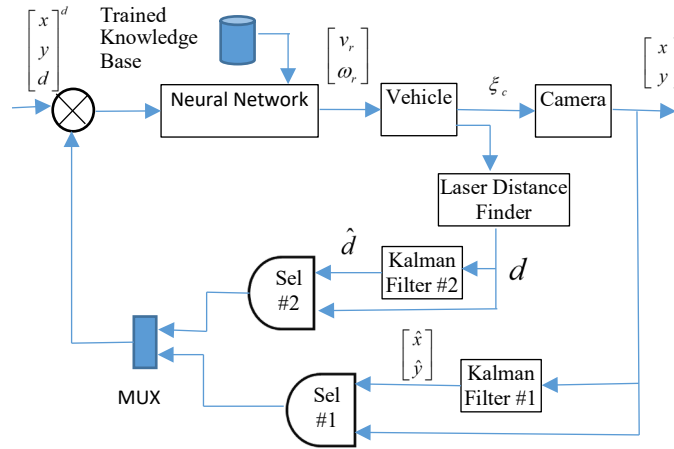 [x y d]^d
Trained
Knowledge
Base
[v_r ω_r]
[x y]
Neural Network
Vehicle
ξ_c
Camera
Laser Distance
Finder
d̂
Kalman
Filter #2
d
Sel
#2
[x̂ ŷ]
MUX
Sel
#1
Kalman
Filter #1